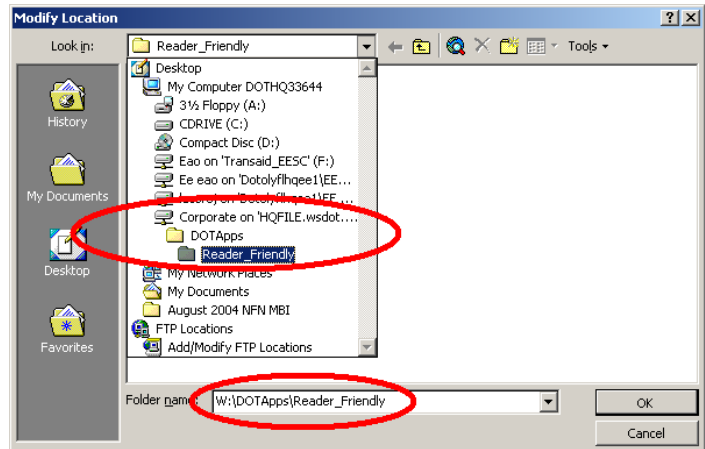 Modify Location
Look in: Reader_Friendly Tools
Desktop
My Computer DOTHQ33644
3½ Floppy (A:)
CDRIVE (C:)
Compact Disc (D:)
Eao on 'Transaid_EESC' (F:)
Ee eao on 'Dotolyflhqee1\EE...
on
Corporate on 'HQFILE.wsdot....
DOTApps
Reader_Friendly
My Network Places
My Documents
August 2004 NFN MBI
FTP Locations
Add/Modify FTP Locations
History
My Documents
Desktop
Favorites
Folder name: W:\DOTApps\Reader_Friendly
OK
Cancel